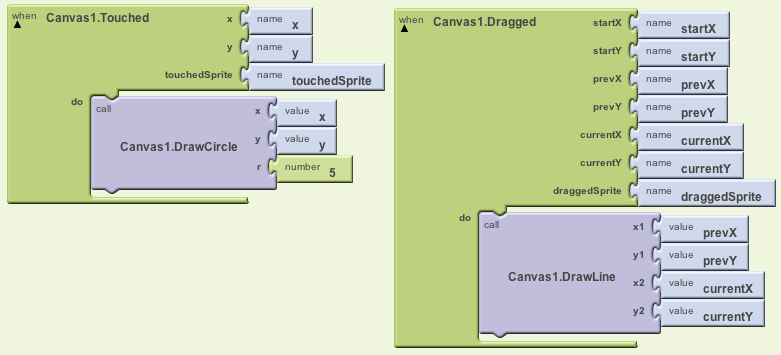 when Canvas1.Touched x name x
y name y
touchedSprite name touchedSprite
do call Canvas1.DrawCircle x value x
y value y
r number 5
when Canvas1.Dragged startX name startX
startY name startY
prevX name prevX
prevY name prevY
currentX name currentX
currentY name currentY
draggedSprite name draggedSprite
do call Canvas1.DrawLine x1 value prevX
y1 value prevY
x2 value currentX
y2 value currentY